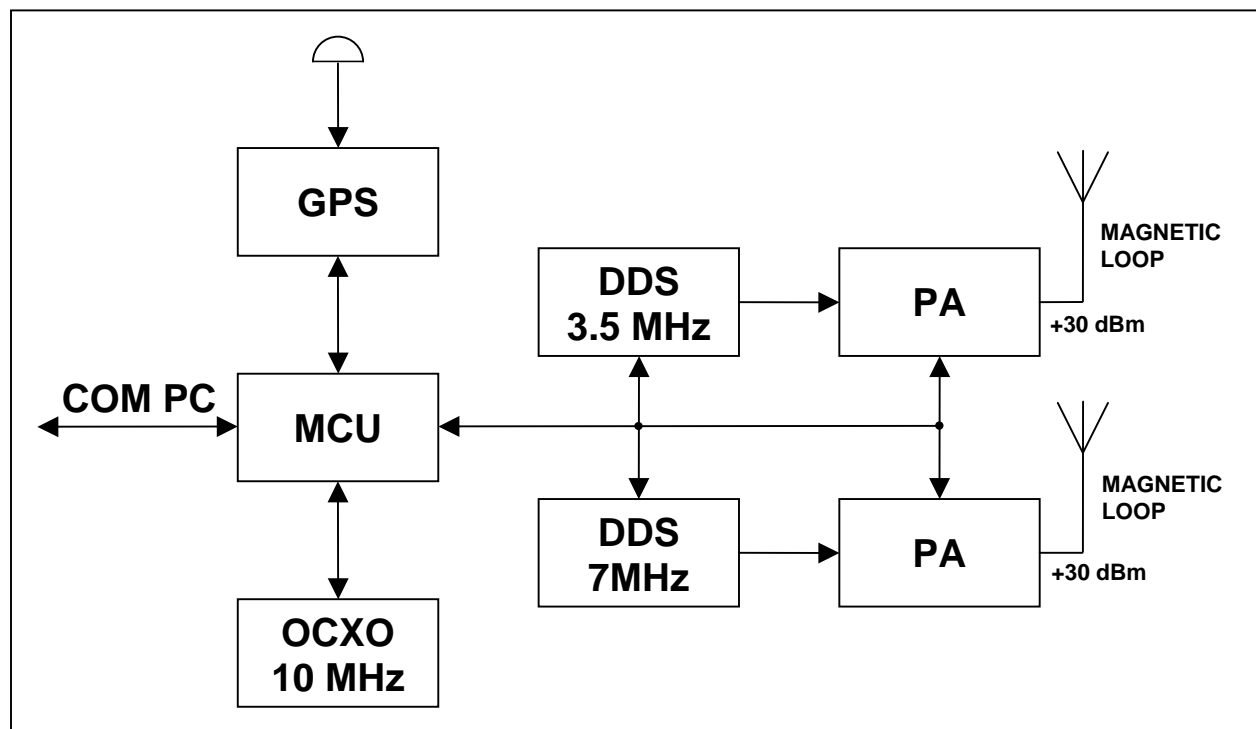 GPS
MAGNETIC
LOOP
DDS
3.5 MHz
PA
+30 dBm
COM PC
MCU
MAGNETIC
LOOP
DDS
7MHz
PA
+30 dBm
OCXO
10 MHz